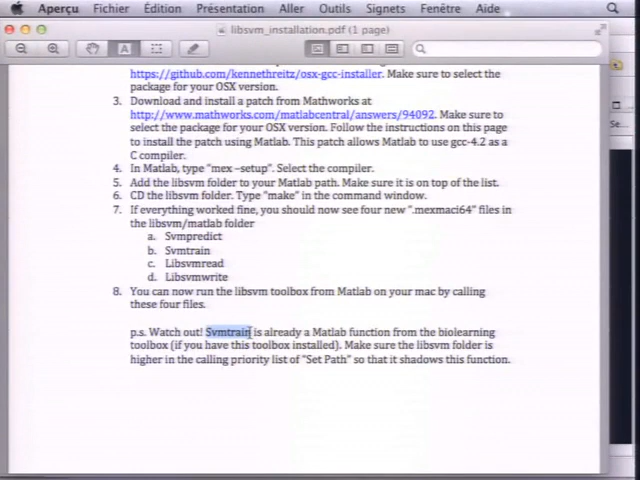 Aperçu Fichier Édition Présentation Aller Outils Signets Fenêtre Aide
libsvm_installation.pdf (1 page)
https://github.com/kennethreitz/osx-gcc-installer. Make sure to select the
package for your OSX version.
3. Download and install a patch from Mathworks at
http://www.mathworks.com/matlabcentral/answers/94092. Make sure to
select the package for your OSX version. Follow the instructions on this page
to install the patch using Matlab. This patch allows Matlab to use gcc-4.2 as a
C compiler.
4. In Matlab, type "mex –setup". Select the compiler.
5. Add the libsvm folder to your Matlab path. Make sure it is on top of the list.
6. CD the libsvm folder. Type "make" in the command window.
7. If everything worked fine, you should now see four new ".mexmaci64" files in
the libsvm/matlab folder
a. Svmpredict
b. Svmtrain
c. Libsvmread
d. Libsvmwrite
8. You can now run the libsvm toolbox from Matlab on your mac by calling
these four files.
p.s. Watch out! Svmtrain is already a Matlab function from the biolearning
toolbox (if you have this toolbox installed). Make sure the libsvm folder is
higher in the calling priority list of "Set Path" so that it shadows this function.
Se...